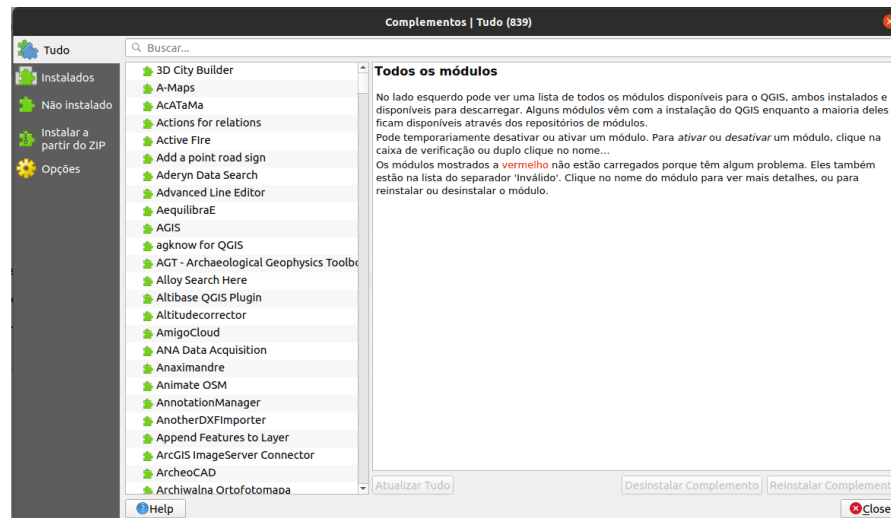 Complementos | Tudo (839)
Tudo
Instalados
Não instalado
Instalar a
partir do ZIP
Opções
Buscar...
3D City Builder
A-Maps
AcATaMa
Actions for relations
Active FIre
Add a point road sign
Aderyn Data Search
Advanced Line Editor
AequilibraE
AGIS
agknow for QGIS
AGT - Archaeological Geophysics Toolbo
Alloy Search Here
Altibase QGIS Plugin
Altitudecorrector
AmigoCloud
ANA Data Acquisition
Anaximandre
Animate OSM
AnnotationManager
AnotherDXFImporter
Append Features to Layer
ArcGIS ImageServer Connector
ArcheoCAD
Archiwalna Ortofotomapa
Todos os módulos
No lado esquerdo pode ver uma lista de todos os módulos disponíveis para o QGIS, ambos instalados e
disponíveis para descarregar. Alguns módulos vêm com a instalação do QGIS enquanto a maioria deles
ficam disponíveis através dos repositórios de módulos.
Pode temporariamente desativar ou ativar um módulo. Para ativar ou desativar um módulo, clique na
caixa de verificação ou duplo clique no nome...
Os módulos mostrados a vermelho não estão carregados porque têm algum problema. Eles também
estão na lista do separador 'Inválido'. Clique no nome do módulo para ver mais detalhes, ou para
reinstalar ou desinstalar o módulo.
Atualizar Tudo
Desinstalar Complemento
Reinstalar Complement
Help
Close